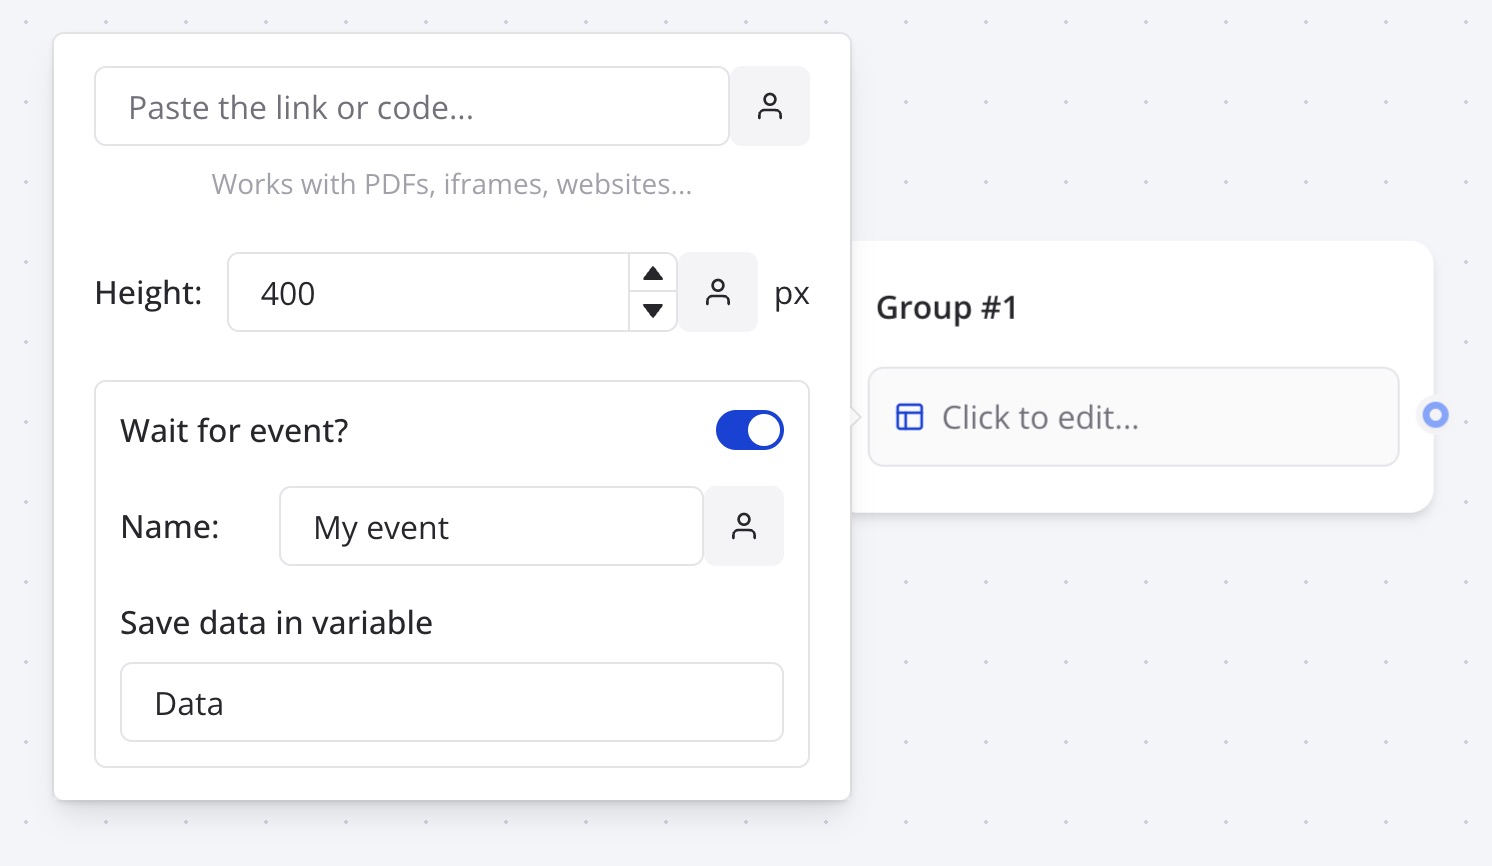 Paste the link or code...
Works with PDFs, iframes, websites...
Height: 400 px
Wait for event?
Name: My event
Save data in variable
Data
Group #1
Click to edit...